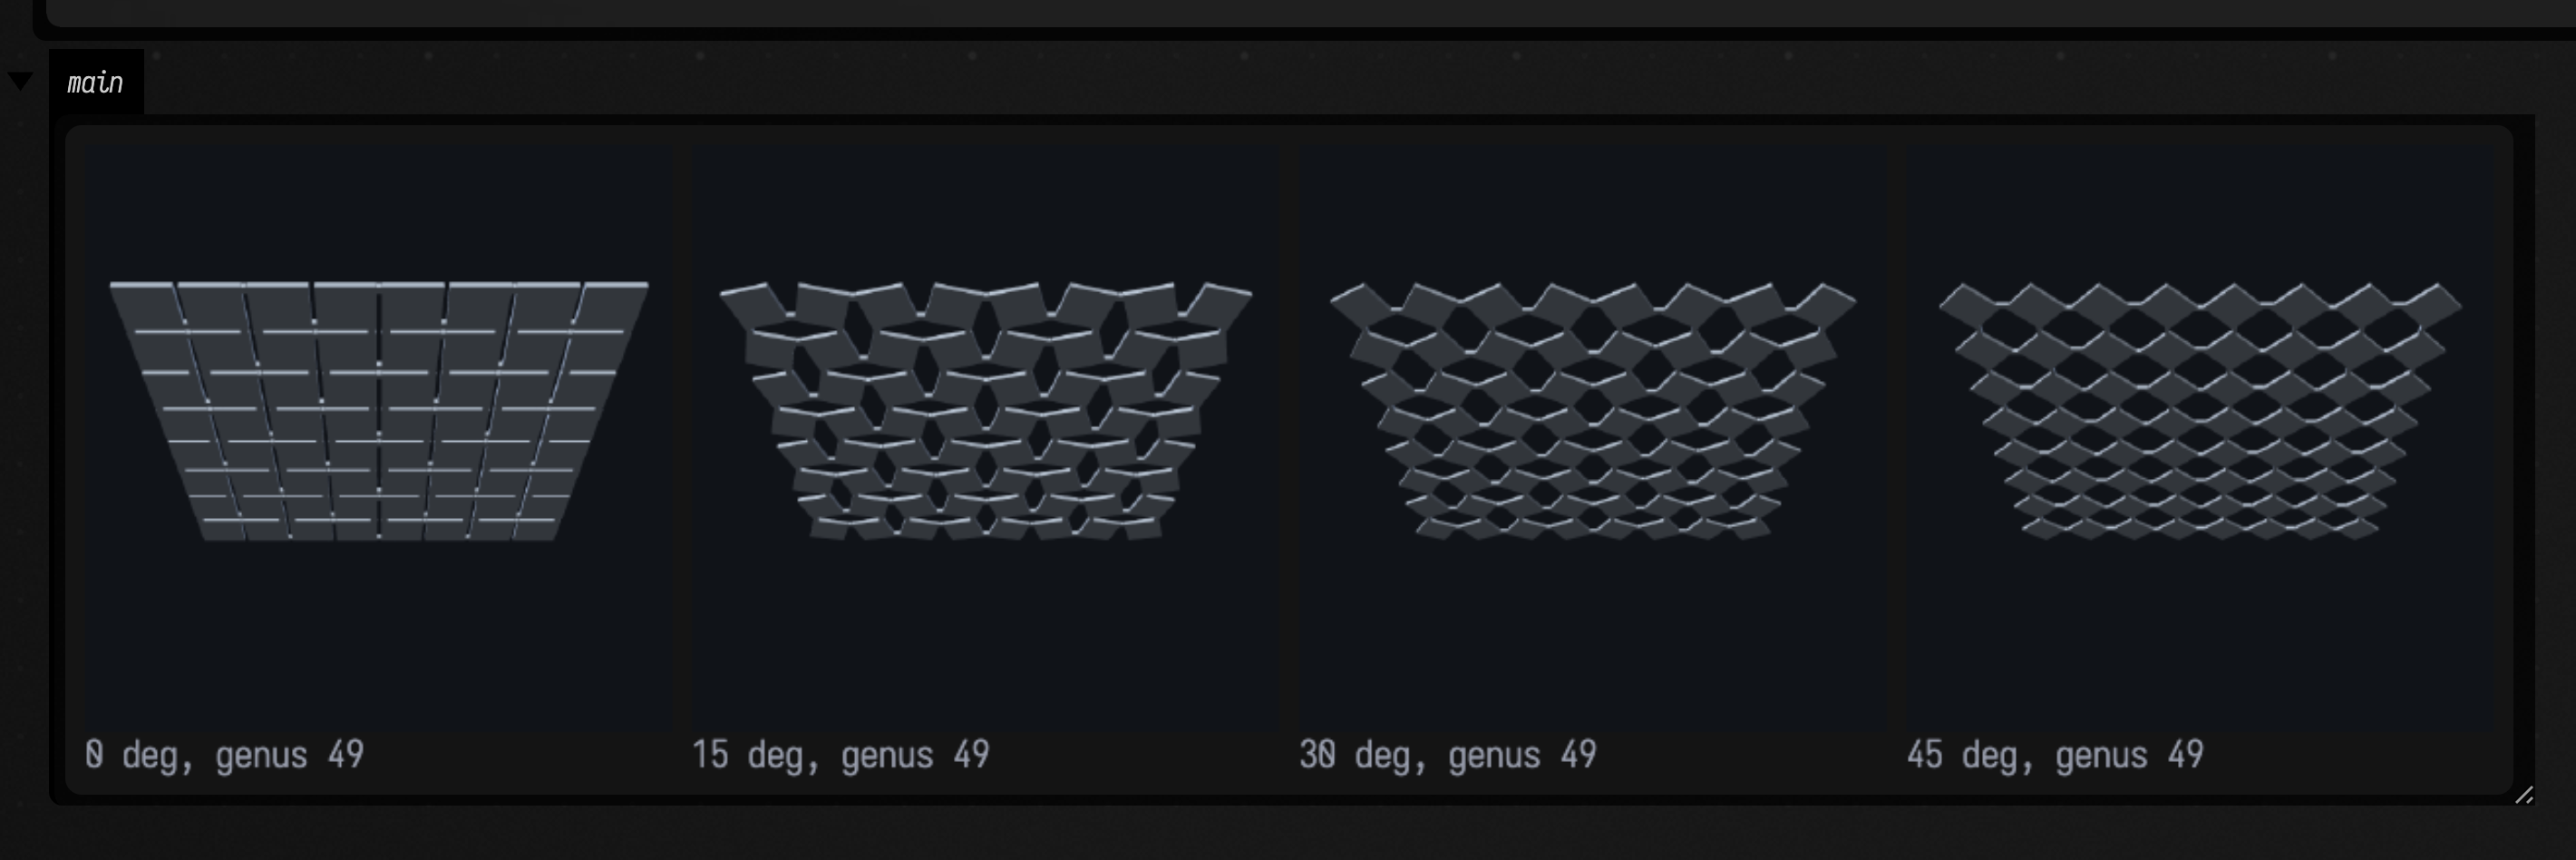 main
0 deg, genus 49
15 deg, genus 49
30 deg, genus 49
45 deg, genus 49